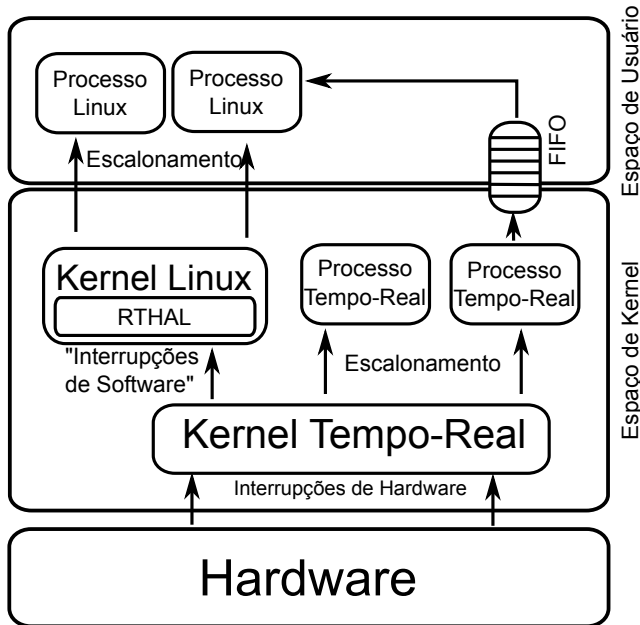 Processo
Linux
Processo
Linux
Escalonamento
FIFO
Espaço de Usuário
Kernel Linux
RTHAL
"Interrupções
de Software"
Processo
Tempo-Real
Processo
Tempo-Real
Escalonamento
Kernel Tempo-Real
Interrupções de Hardware
Espaço de Kernel
Hardware